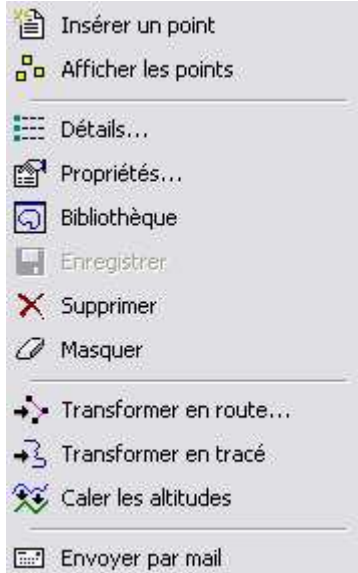 Insérer un point
Afficher les points
Détails...
Propriétés...
Bibliothèque
Enregistrer
Supprimer
Masquer
Transformer en route...
Transformer en tracé
Caler les altitudes
Envoyer par mail